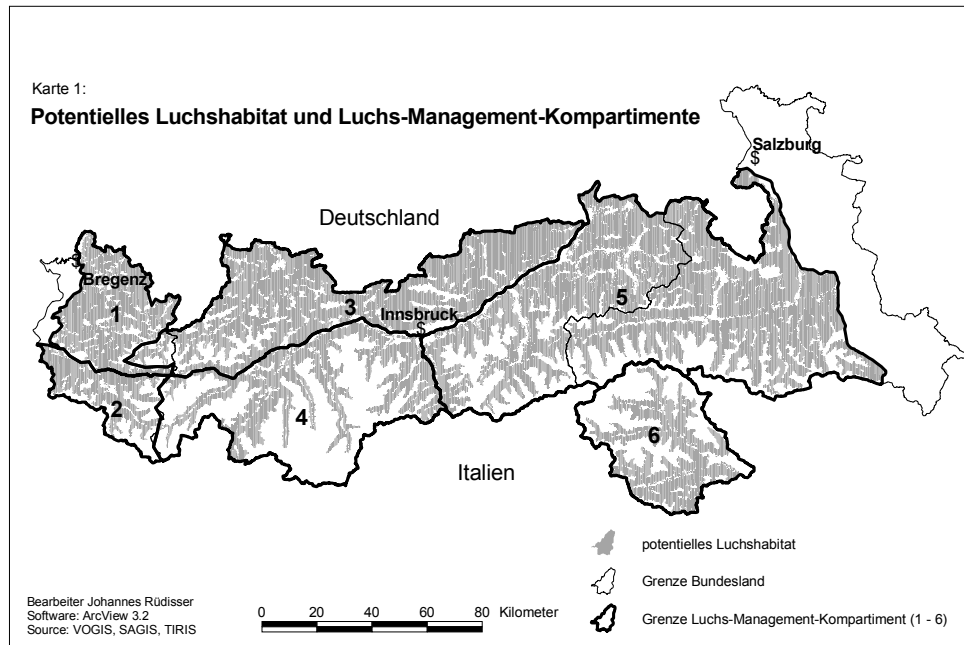 Karte 1:
Potentielles Luchshabitat und Luchs-Management-Kompartimente
Salzburg
$
Deutschland
Bregenz
1
3
Innsbruck
$
5
2
4
6
Italien
potentielles Luchshabitat
Grenze Bundesland
Grenze Luchs-Management-Kompartiment (1 - 6)
Bearbeiter Johannes Rüdisser
Software: ArcView 3.2
Source: VOGIS, SAGIS, TIRIS
0 20 40 60 80 Kilometer